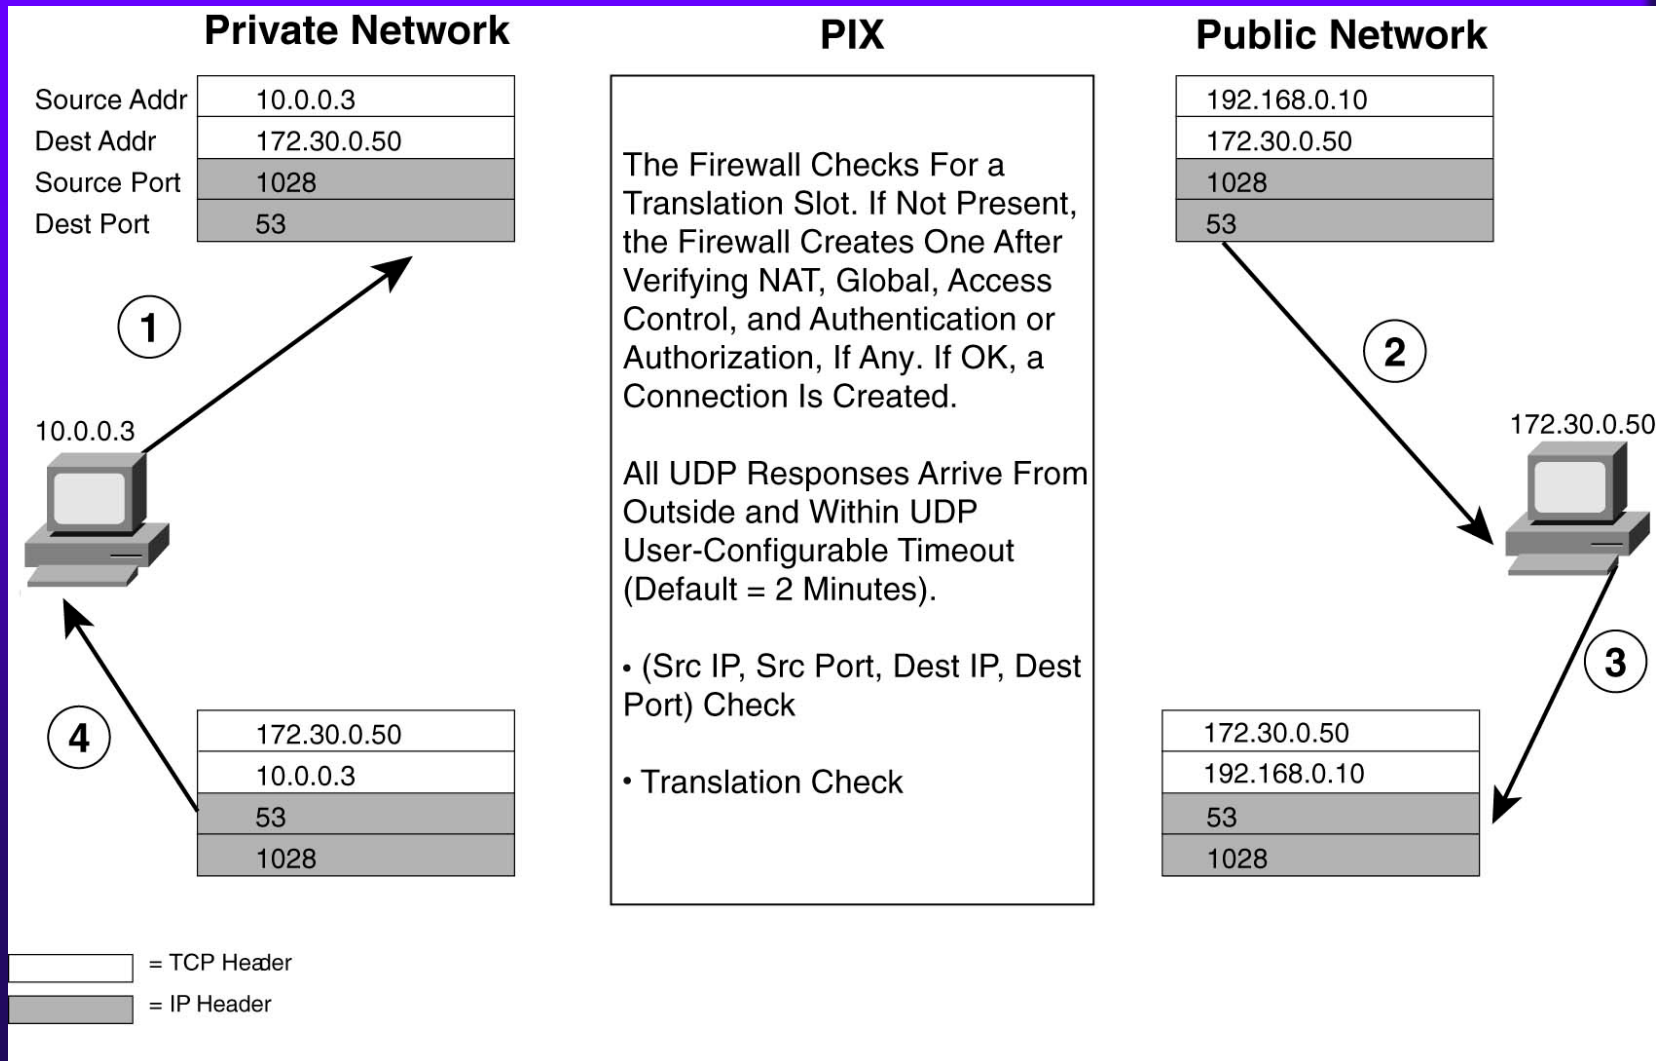 Private Network
PIX
Public Network
Source Addr 10.0.0.3
Dest Addr 172.30.0.50
Source Port 1028
Dest Port 53
192.168.0.10
172.30.0.50
1028
53
The Firewall Checks For a
Translation Slot. If Not Present,
the Firewall Creates One After
Verifying NAT, Global, Access
Control, and Authentication or
Authorization, If Any. If OK, a
Connection Is Created.
All UDP Responses Arrive From
Outside and Within UDP
User-Configurable Timeout
(Default = 2 Minutes).
• (Src IP, Src Port, Dest IP, Dest
Port) Check
• Translation Check
1
2
10.0.0.3
172.30.0.50
3
4
172.30.0.50
10.0.0.3
53
1028
172.30.0.50
192.168.0.10
53
1028
= TCP Header
= IP Header